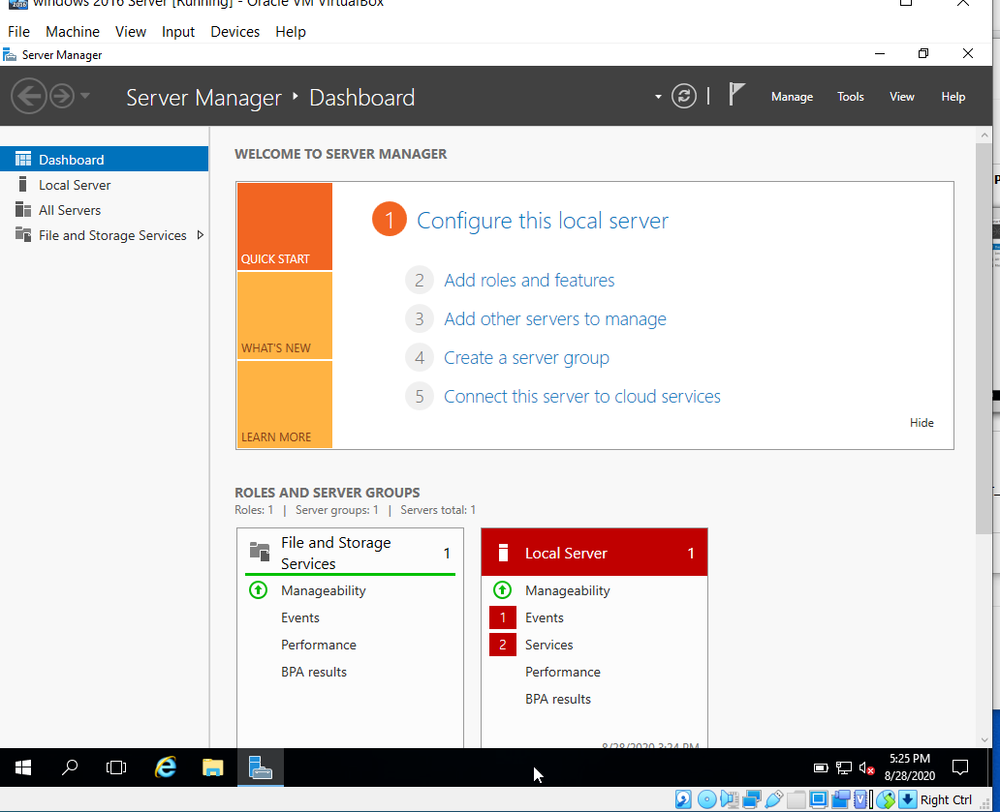 Windows 2016 Server [Running] - Oracle VM VirtualBox
File Machine View Input Devices Help
Server Manager
Server Manager Dashboard
Manage Tools View Help
Dashboard
Local Server
All Servers
File and Storage Services
WELCOME TO SERVER MANAGER
QUICK START
WHAT'S NEW
LEARN MORE
1 Configure this local server
2 Add roles and features
3 Add other servers to manage
4 Create a server group
5 Connect this server to cloud services
Hide
ROLES AND SERVER GROUPS
Roles: 1 | Server groups: 1 | Servers total: 1
File and Storage
Services 1
Manageability
Events
Performance
BPA results
Local Server 1
Manageability
1 Events
2 Services
Performance
BPA results
8/28/2020 3:24 PM
5:25 PM
8/28/2020
Right Ctrl